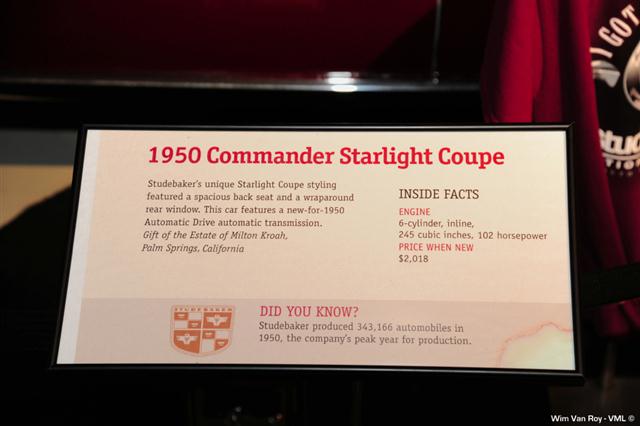 1950 Commander Starlight Coupe
Studebaker's unique Starlight Coupe styling
featured a spacious back seat and a wraparound
rear window. This car features a new-for-1950
Automatic Drive automatic transmission.
Gift of the Estate of Milton Kroah,
Palm Springs, California
INSIDE FACTS
ENGINE
6-cylinder, inline,
245 cubic inches, 102 horsepower
PRICE WHEN NEW
$2,018
STUDEBAKER
DID YOU KNOW?
Studebaker produced 343,166 automobiles in
1950, the company's peak year for production.
GOT
Wim Van Roy - VML ©